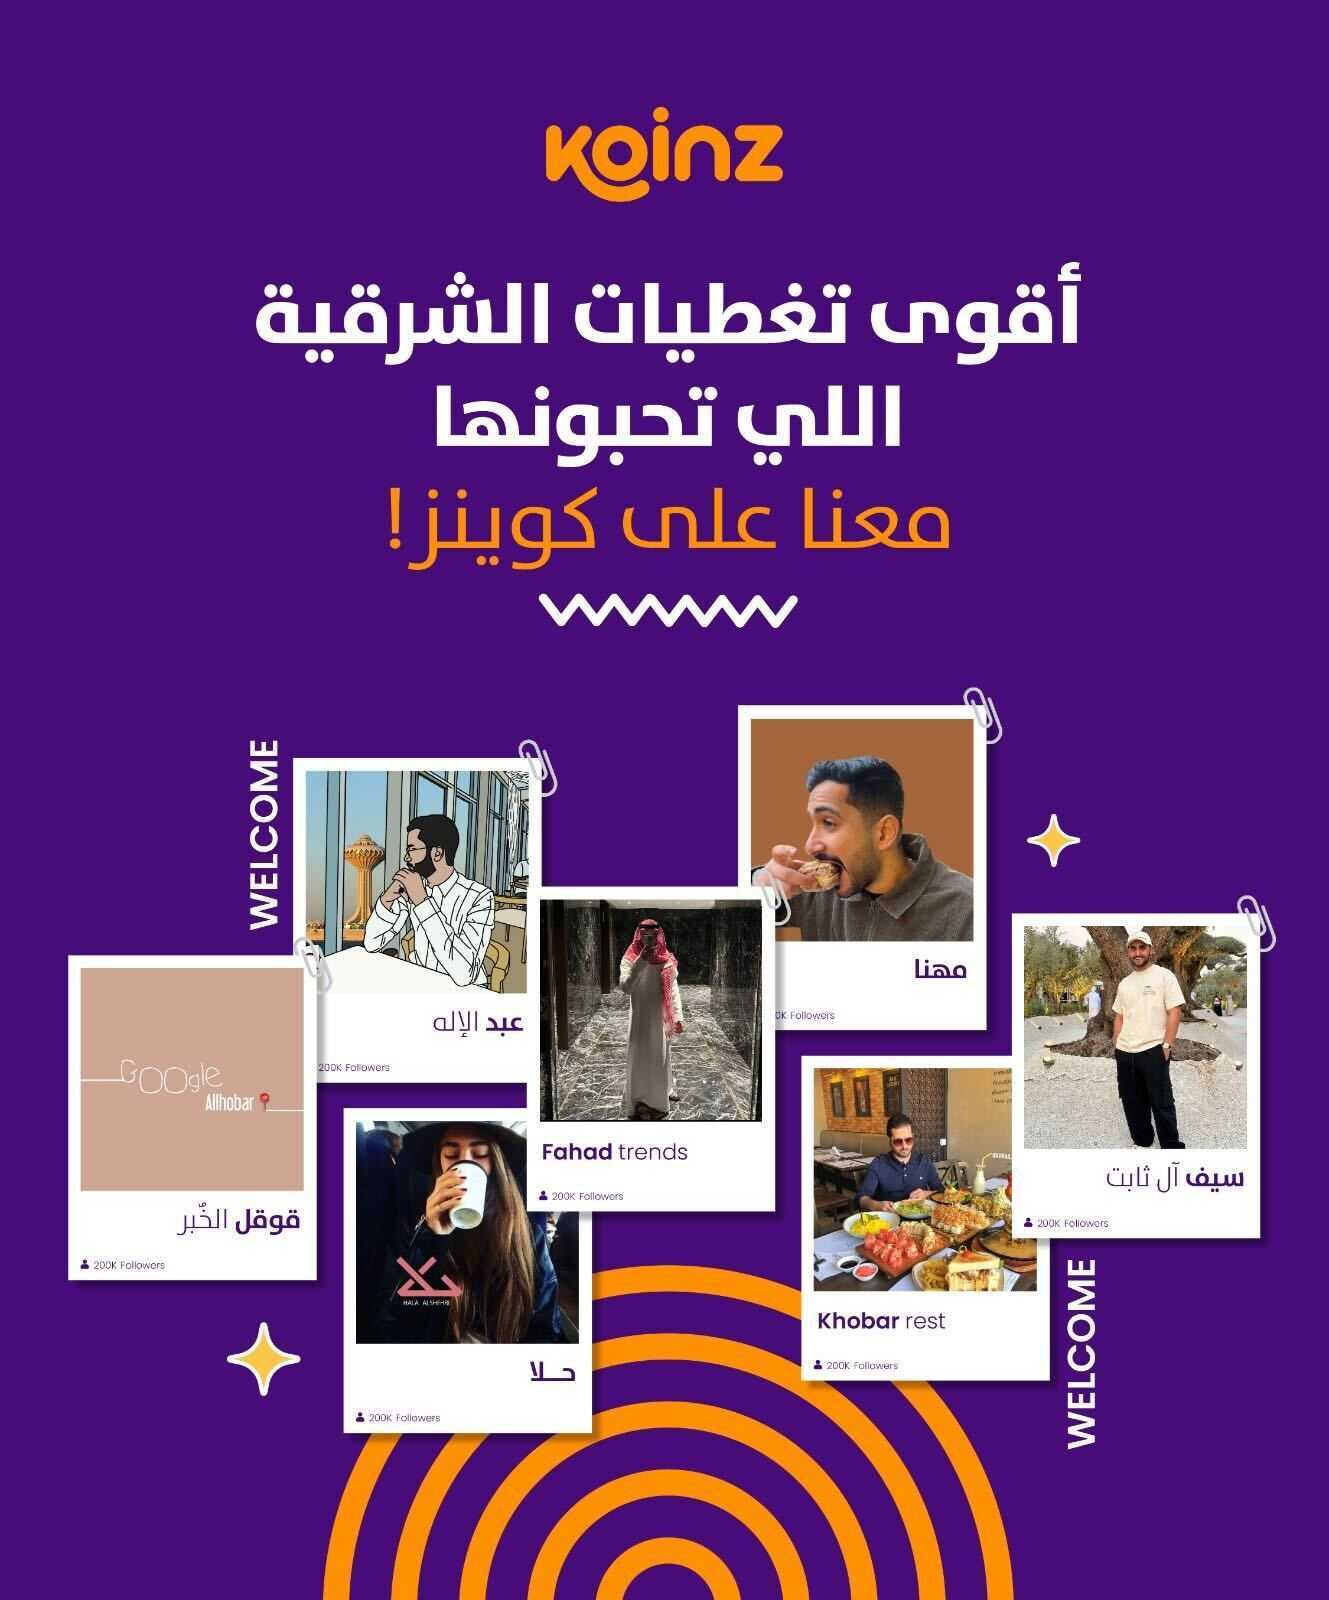 koinz
أقوى تغطيات الشرقية
اللي تحبونها
معنا على كوينز!
WELCOME
مهنا
0K Followers
عبد الإله
200K Followers
سيف آل ثابت
200K Followers
Fahad trends
200K Followers
Google
Allhobar
قوقل الخُبر
200K Followers
HALA ALSHEHRI
حـلا
200K Followers
Khobar rest
200K Followers
WELCOME